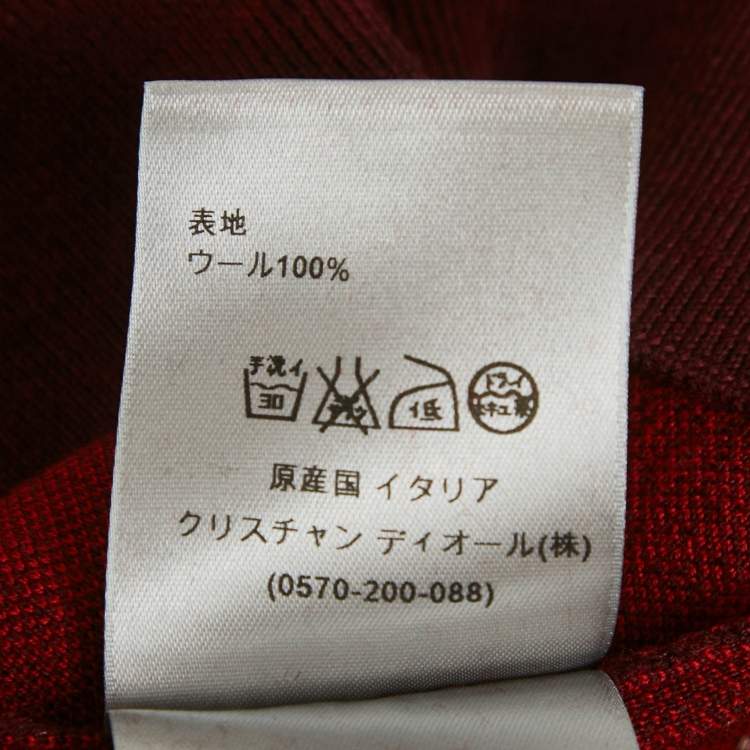 表地
ウール100%
手洗イ
30
低
ドライ
原産国 イタリア
クリスチャン ディオール(株)
(0570-200-088)